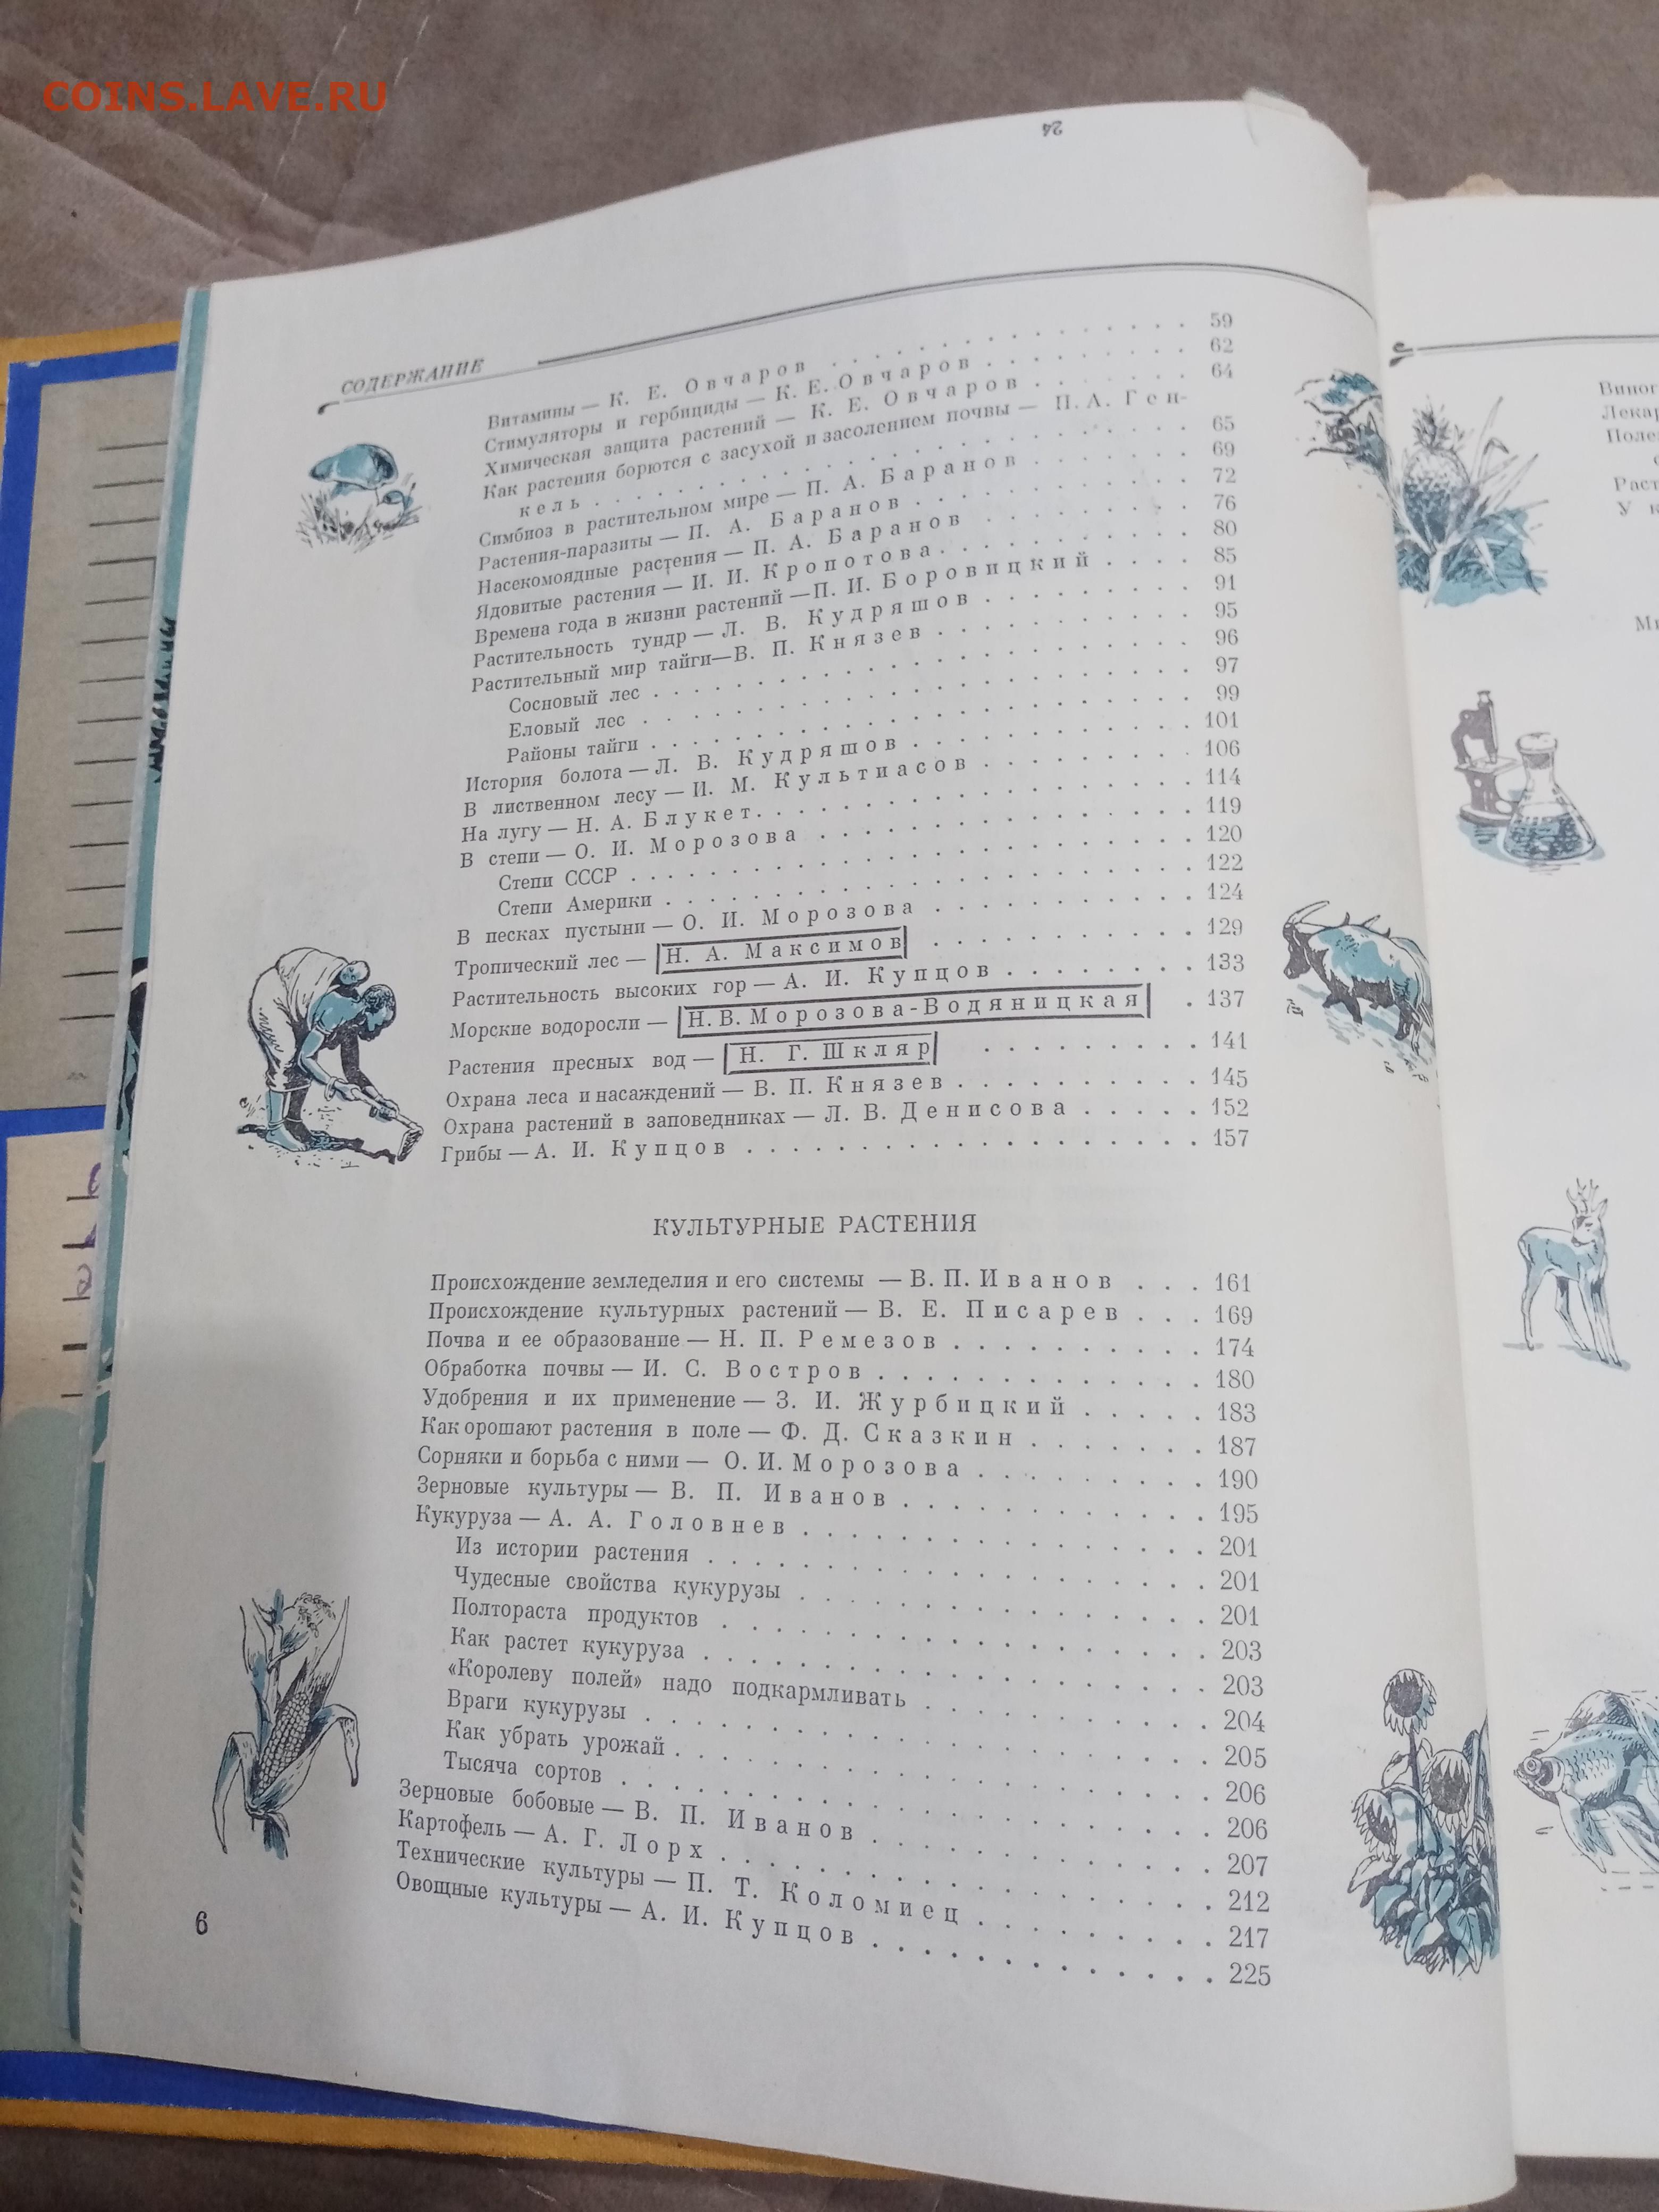 COINS.LAVE.RU
24
СОДЕРЖАНИЕ
Витамины — К. Е. Овчаров . . . 59
Стимуляторы и гербициды — К. Е. Овчаров . . . 62
Химическая защита растений — К. Е. Овчаров . . . 64
Как растения борются с засухой и засолением почвы — П. А. Ген-
кель . . . 65
Симбиоз в растительном мире — П. А. Баранов . . . 69
Растения-паразиты — П. А. Баранов . . . 72
Насекомоядные растения — П. А. Баранов . . . 76
Ядовитые растения — И. И. Кропотова . . . 80
Времена года в жизни растений — П. И. Боровицкий . . . 85
Растительность тундр — Л. В. Кудряшов . . . 91
Растительный мир тайги — В. П. Князев . . . 95
Сосновый лес . . . 96
Еловый лес . . . 97
Районы тайги . . . 99
История болота — Л. В. Кудряшов . . . 101
В лиственном лесу — И. М. Культиасов . . . 106
На лугу — Н. А. Блукет . . . 114
В степи — О. И. Морозова . . . 119
Степи СССР . . . 120
Степи Америки . . . 122
В песках пустыни — О. И. Морозова . . . 124
Тропический лес — Н. А. Максимов . . . 129
Растительность высоких гор — А. И. Купцов . . . 133
Морские водоросли — Н. В. Морозова-Водяницкая . 137
Растения пресных вод — Н. Г. Шкляр . . . 141
Охрана леса и насаждений — В. П. Князев . . . 145
Охрана растений в заповедниках — Л. В. Денисова . . . 152
Грибы — А. И. Купцов . . . 157
КУЛЬТУРНЫЕ РАСТЕНИЯ
Происхождение земледелия и его системы — В. П. Иванов . . . 161
Происхождение культурных растений — В. Е. Писарев . . . 169
Почва и ее образование — Н. П. Ремезов . . . 174
Обработка почвы — И. С. Востров . . . 180
Удобрения и их применение — З. И. Журбицкий . . . 183
Как орошают растения в поле — Ф. Д. Сказкин . . . 187
Сорняки и борьба с ними — О. И. Морозова . . . 190
Зерновые культуры — В. П. Иванов . . . 195
Кукуруза — А. А. Головнев . . . 201
Из истории растения . . . 201
Чудесные свойства кукурузы . . . 201
Полтораста продуктов . . . 203
Как растет кукуруза . . . 203
«Королеву полей» надо подкармливать . . . 204
Враги кукурузы . . . 205
Как убрать урожай . . . 206
Тысяча сортов . . . 206
Зерновые бобовые — В. П. Иванов . . . 207
Картофель — А. Г. Лорх . . . 212
Технические культуры — П. Т. Коломиец . . . 217
Овощные культуры — А. И. Купцов . . . 225
6
У к